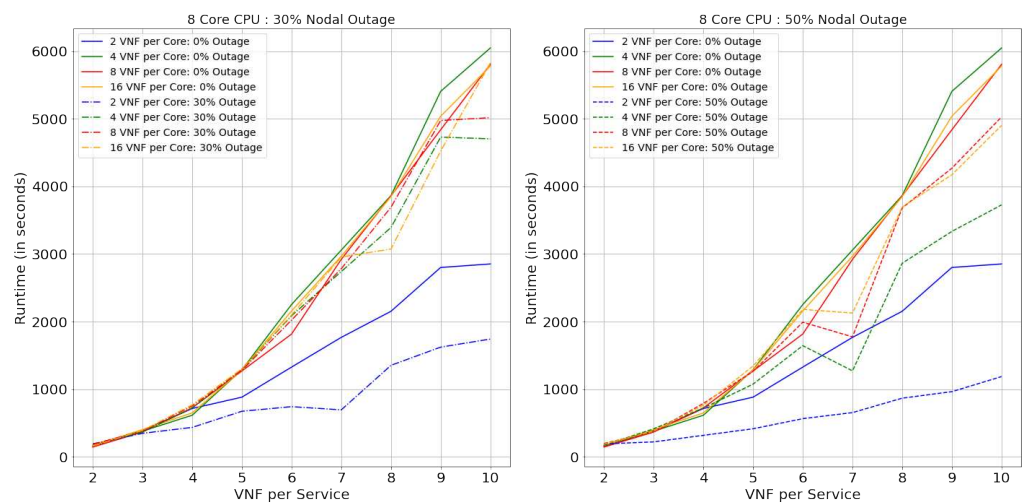 8 Core CPU : 30% Nodal Outage
2 VNF per Core: 0% Outage
4 VNF per Core: 0% Outage
8 VNF per Core: 0% Outage
16 VNF per Core: 0% Outage
2 VNF per Core: 30% Outage
4 VNF per Core: 30% Outage
8 VNF per Core: 30% Outage
16 VNF per Core: 30% Outage
Runtime (in seconds)
6000
5000
4000
3000
2000
1000
0
2 3 4 5 6 7 8 9 10
VNF per Service
8 Core CPU : 50% Nodal Outage
2 VNF per Core: 0% Outage
4 VNF per Core: 0% Outage
8 VNF per Core: 0% Outage
16 VNF per Core: 0% Outage
2 VNF per Core: 50% Outage
4 VNF per Core: 50% Outage
8 VNF per Core: 50% Outage
16 VNF per Core: 50% Outage
Runtime (in seconds)
6000
5000
4000
3000
2000
1000
0
2 3 4 5 6 7 8 9 10
VNF per Service